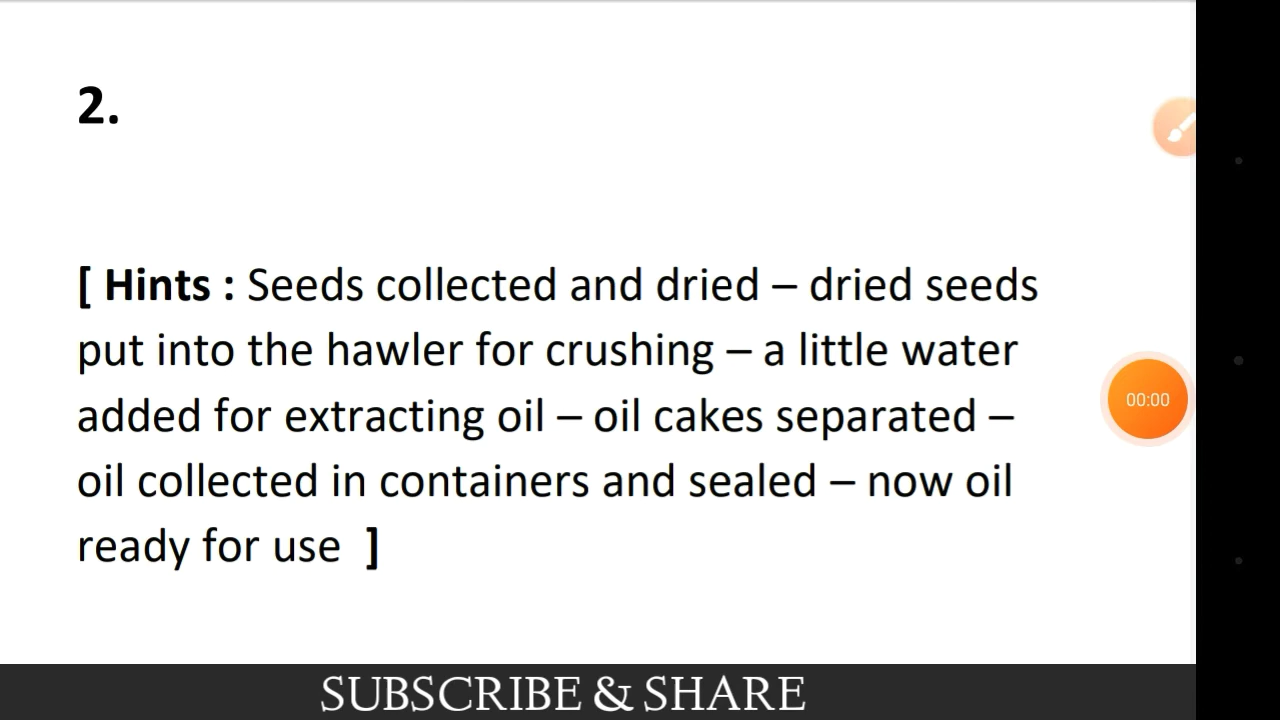 2.
[ Hints : Seeds collected and dried – dried seeds
put into the hawler for crushing – a little water
added for extracting oil – oil cakes separated –
oil collected in containers and sealed – now oil
ready for use ]
00:00
SUBSCRIBE & SHARE